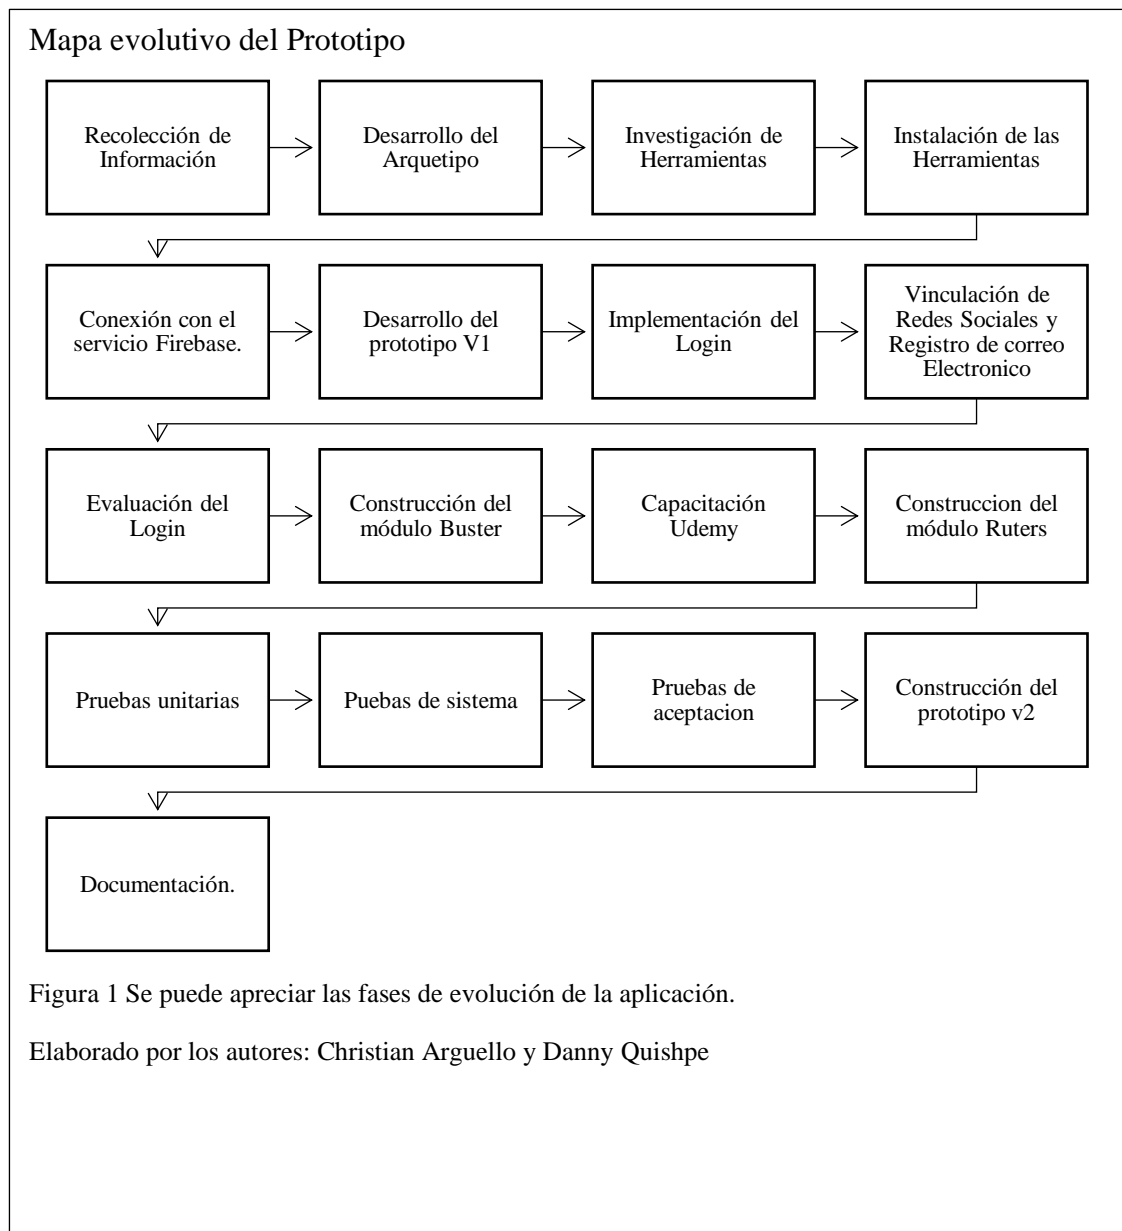 Mapa evolutivo del Prototipo
Recolección de
Información
Desarrollo del
Arquetipo
Investigación de
Herramientas
Instalación de las
Herramientas
Conexión con el
servicio Firebase.
Desarrollo del
prototipo V1
Implementación del
Login
Vinculación de
Redes Sociales y
Registro de correo
Electronico
Evaluación del
Login
Construcción del
módulo Buster
Capacitación
Udemy
Construccion del
módulo Ruters
Pruebas unitarias
Puebas de sistema
Pruebas de
aceptacion
Construcción del
prototipo v2
Documentación.
Figura 1 Se puede apreciar las fases de evolución de la aplicación.
Elaborado por los autores: Christian Arguello y Danny Quishpe